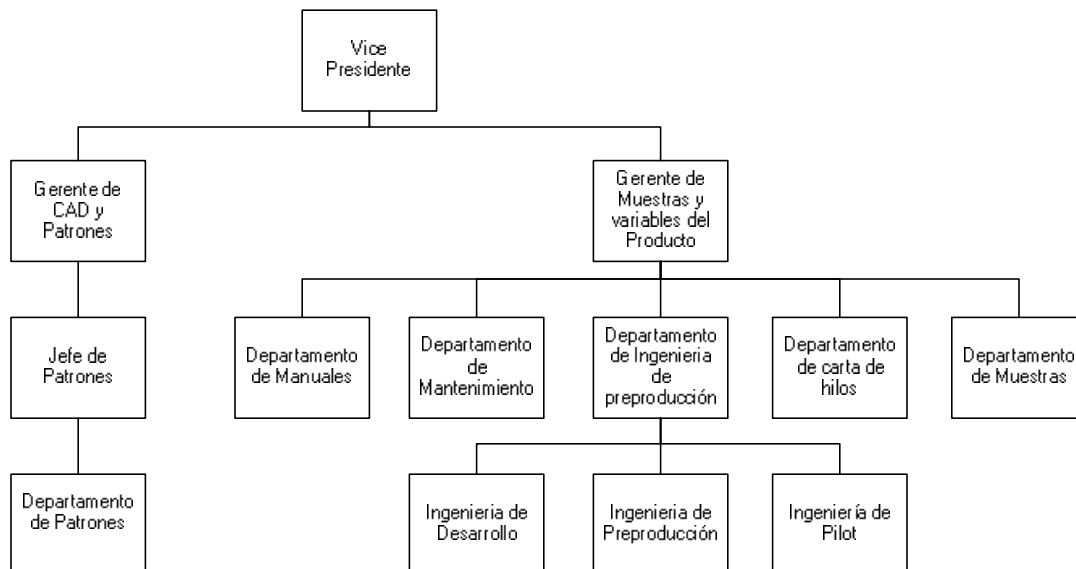 Vice
Presidente
Gerente de
CAD y
Patrones
Gerente de
Muestras y
variables del
Producto
Jefe de
Patrones
Departamento
de Manuales
Departamento
de
Mantenimiento
Departamento
de Ingenieria
de
preproducción
Departamento
de carta de
hilos
Departamento
de Muestras
Departamento
de Patrones
Ingenieria de
Desarrollo
Ingenieria de
Preproducción
Ingeniería de
Pilot